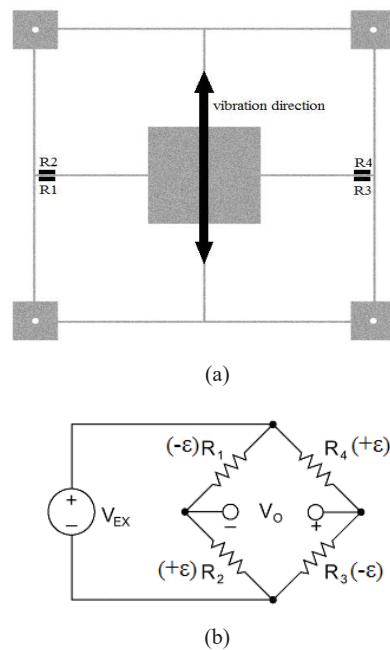 vibration direction
R2
R1
R4
R3
(a)
(-ε)R1
R4(+ε)
+
−
VEX
−
VO
+
(+ε)
R2
R3(-ε)
(b)